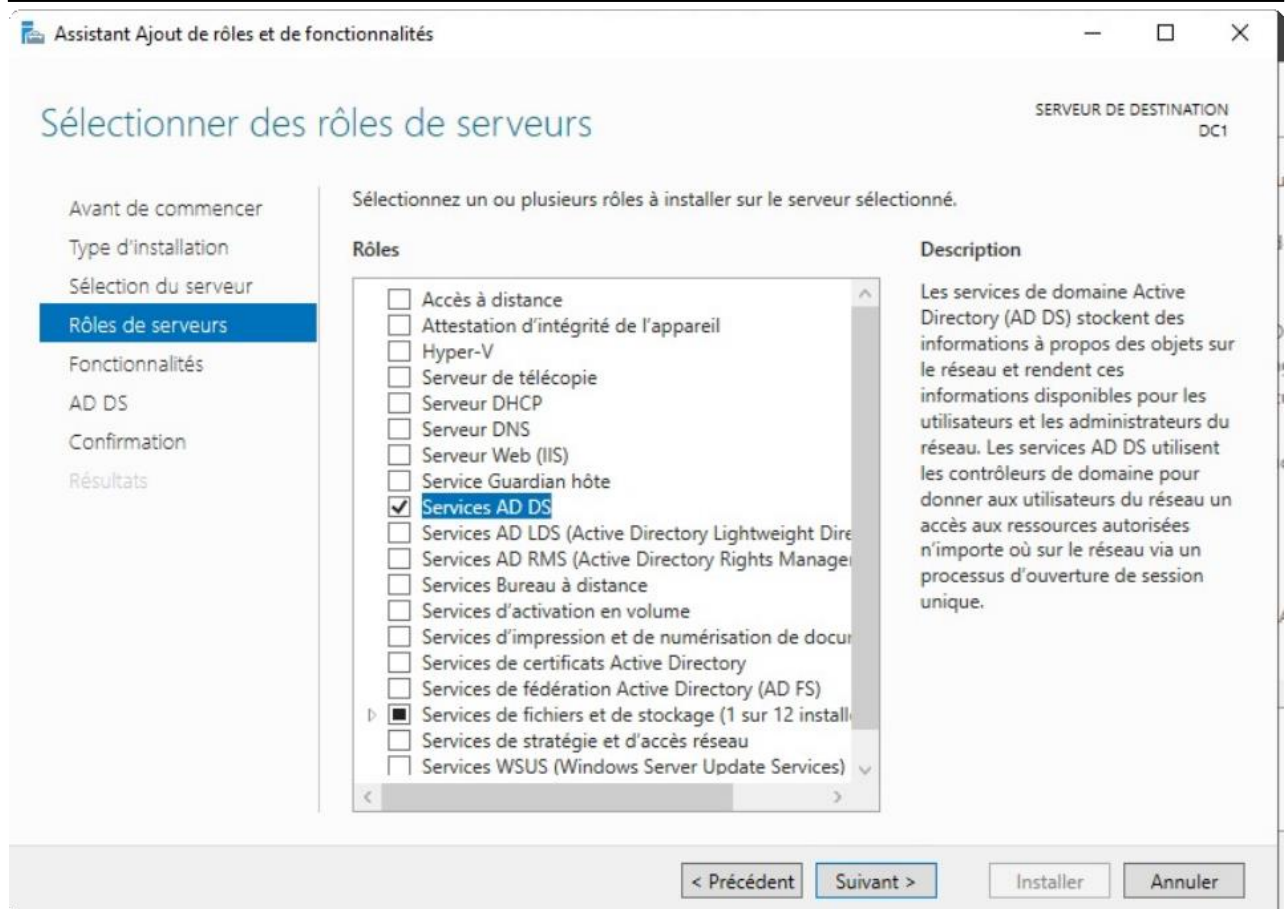 Assistant Ajout de rôles et de fonctionnalités
Sélectionner des rôles de serveurs
SERVEUR DE DESTINATION
DC1
Avant de commencer
Type d'installation
Sélection du serveur
Rôles de serveurs
Fonctionnalités
AD DS
Confirmation
Résultats
Sélectionnez un ou plusieurs rôles à installer sur le serveur sélectionné.
Rôles
Accès à distance
Attestation d'intégrité de l'appareil
Hyper-V
Serveur de télécopie
Serveur DHCP
Serveur DNS
Serveur Web (IIS)
Service Guardian hôte
Services AD DS
Services AD LDS (Active Directory Lightweight Dire
Services AD RMS (Active Directory Rights Manage
Services Bureau à distance
Services d'activation en volume
Services d'impression et de numérisation de docu
Services de certificats Active Directory
Services de fédération Active Directory (AD FS)
Services de fichiers et de stockage (1 sur 12 install
Services de stratégie et d'accès réseau
Services WSUS (Windows Server Update Services)
Description
Les services de domaine Active
Directory (AD DS) stockent des
informations à propos des objets sur
le réseau et rendent ces
informations disponibles pour les
utilisateurs et les administrateurs du
réseau. Les services AD DS utilisent
les contrôleurs de domaine pour
donner aux utilisateurs du réseau un
accès aux ressources autorisées
n'importe où sur le réseau via un
processus d'ouverture de session
unique.
< Précédent
Suivant >
Installer
Annuler